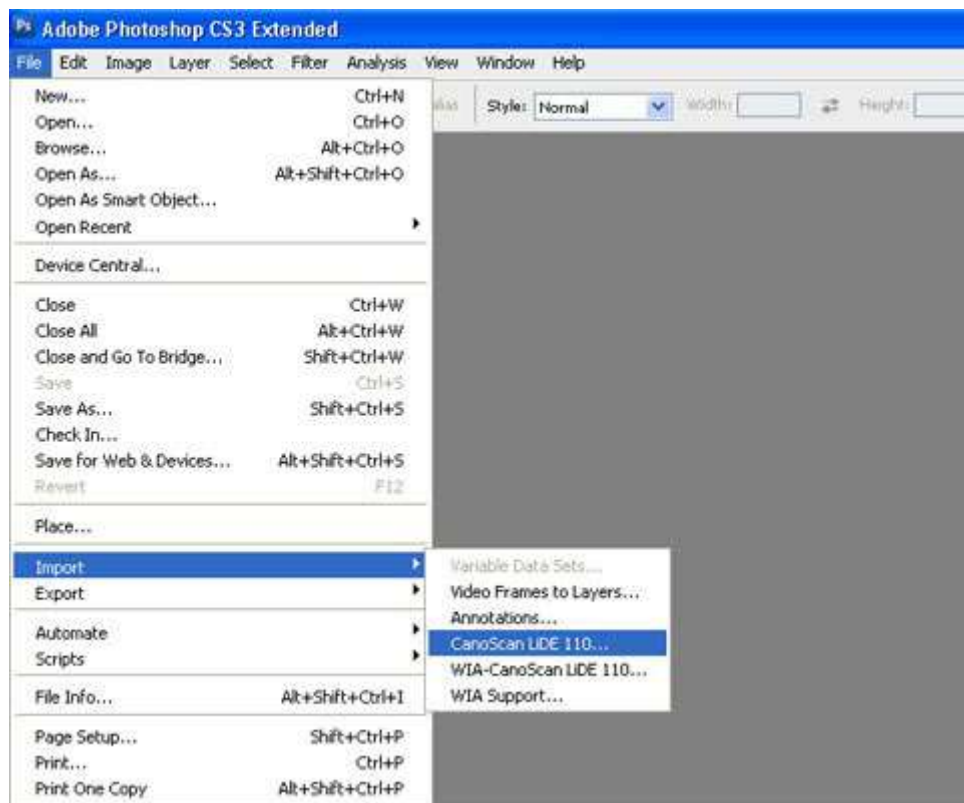 Ps Adobe Photoshop CS3 Extended
File Edit Image Layer Select Filter Analysis View Window Help
Style: Normal Width: Height:
New... Ctrl+N
Open... Ctrl+O
Browse... Alt+Ctrl+O
Open As... Alt+Shift+Ctrl+O
Open As Smart Object...
Open Recent
Device Central...
Close Ctrl+W
Close All Alt+Ctrl+W
Close and Go To Bridge... Shift+Ctrl+W
Save Ctrl+S
Save As... Shift+Ctrl+S
Check In...
Save for Web & Devices... Alt+Shift+Ctrl+S
Revert F12
Place...
Import
Export
Automate
Scripts
File Info... Alt+Shift+Ctrl+I
Page Setup... Shift+Ctrl+P
Print... Ctrl+P
Print One Copy Alt+Shift+Ctrl+P
Variable Data Sets...
Video Frames to Layers...
Annotations...
CanoScan LiDE 110...
WIA-CanoScan LiDE 110...
WIA Support...